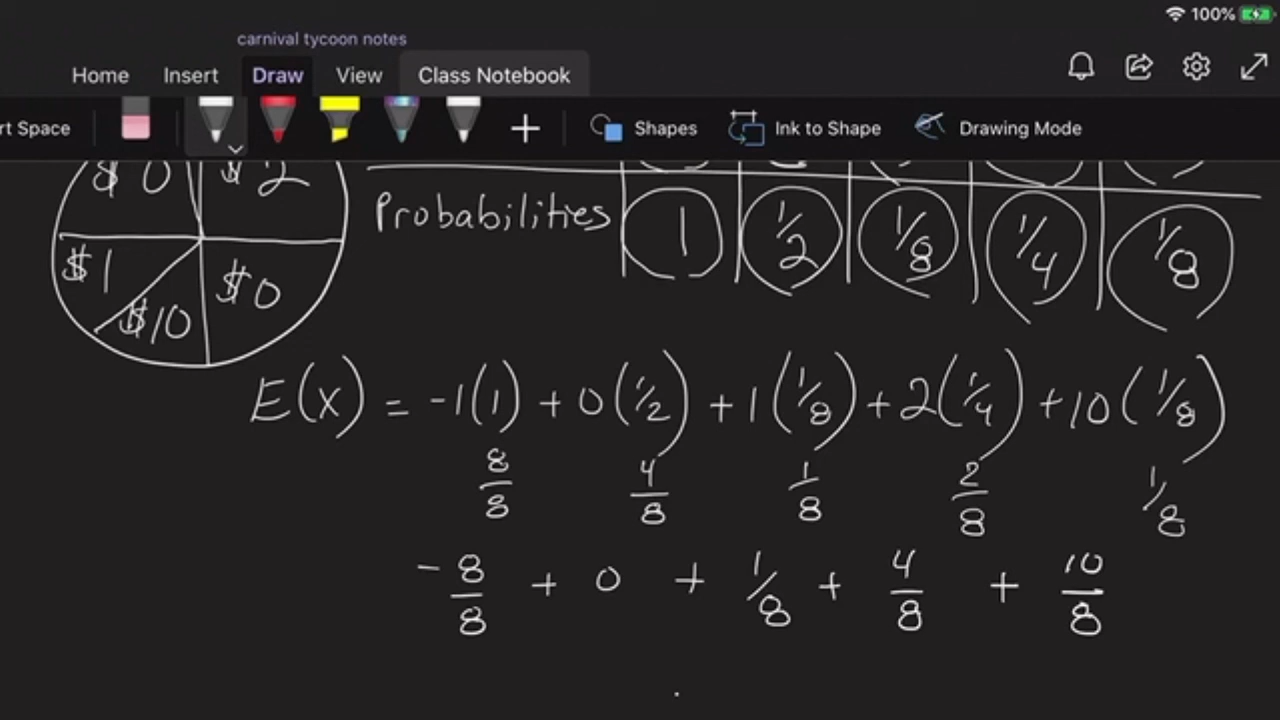 100%
carnival tycoon notes
Home Insert Draw View Class Notebook
rt Space Shapes Ink to Shape Drawing Mode
$0 $2
Probabilities 1 1/2 1/8 1/4 1/8
$1 $10 $0
E(x) = -1(1) + 0(1/2) + 1(1/8) + 2(1/4) + 10(1/8)
8/8 4/8 1/8 2/8 1/8
-8/8 + 0 + 1/8 + 4/8 + 10/8